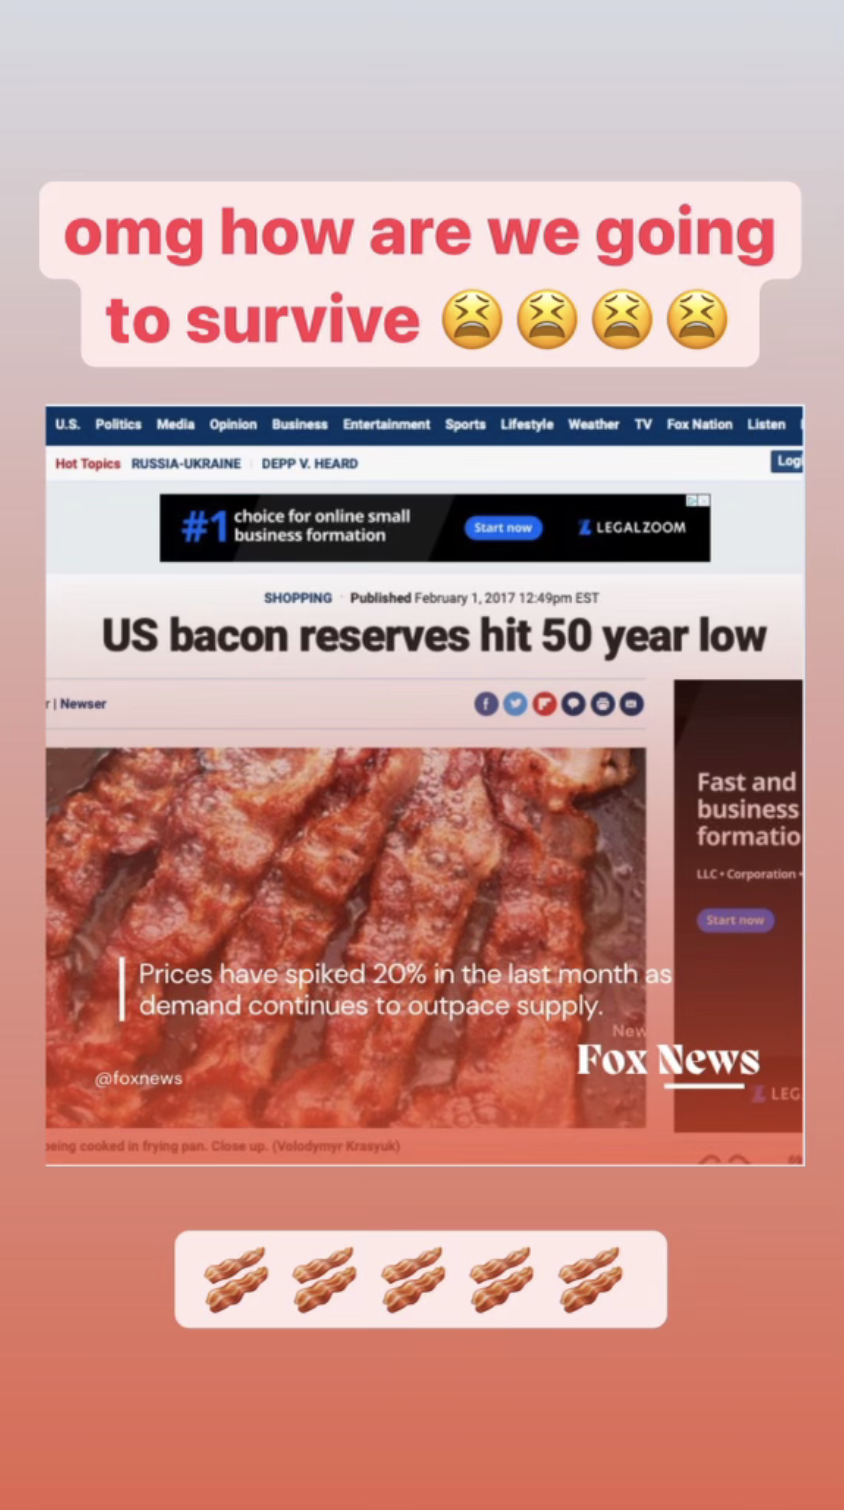 omg how are we going
to survive 😫😫😫😫
U.S. Politics Media Opinion Business Entertainment Sports Lifestyle Weather TV Fox Nation Listen
Hot Topics RUSSIA-UKRAINE DEPP V. HEARD
#1 choice for online small
business formation
Start now
LEGALZOOM
SHOPPING · Published February 1, 2017 12:49pm EST
US bacon reserves hit 50 year low
r | Newser
Fast and
business
formatio
LLC • Corporation •
Start now
Prices have spiked 20% in the last month as
demand continues to outpace supply.
New
Fox News
@foxnews
LEG
being cooked in frying pan. Close up. (Volodymyr Krasyuk)
🥓🥓🥓🥓🥓